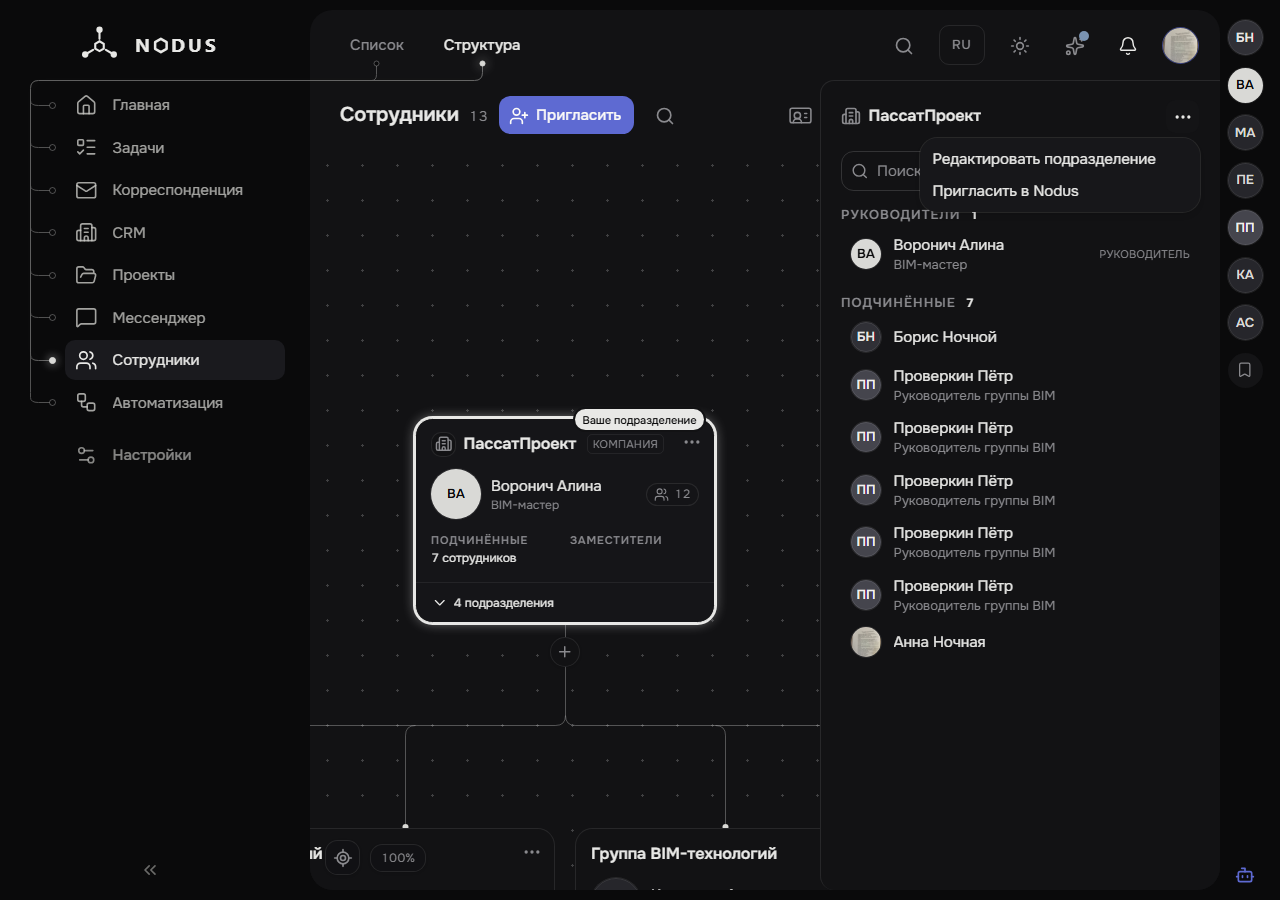 NODUS
Главная
Задачи
Корреспонденция
CRM
Проекты
Мессенджер
Сотрудники
Автоматизация
Настройки
Список
Структура
RU
Сотрудники 13
Пригласить
Ваше подразделение
ПассатПроект
КОМПАНИЯ
ВА
Воронич Алина
BIM-мастер
12
ПОДЧИНЁННЫЕ
ЗАМЕСТИТЕЛИ
7 сотрудников
4 подразделения
ий
100%
Группа BIM-технологий
ПассатПроект
Редактировать подразделение
Пригласить в Nodus
Поиск
РУКОВОДИТЕЛИ 1
ВА
Воронич Алина
BIM-мастер
РУКОВОДИТЕЛЬ
ПОДЧИНЁННЫЕ 7
БН
Борис Ночной
ПП
Проверкин Пётр
Руководитель группы BIM
ПП
Проверкин Пётр
Руководитель группы BIM
ПП
Проверкин Пётр
Руководитель группы BIM
ПП
Проверкин Пётр
Руководитель группы BIM
ПП
Проверкин Пётр
Руководитель группы BIM
Анна Ночная
БН
ВА
МА
ПЕ
ПП
КА
АС